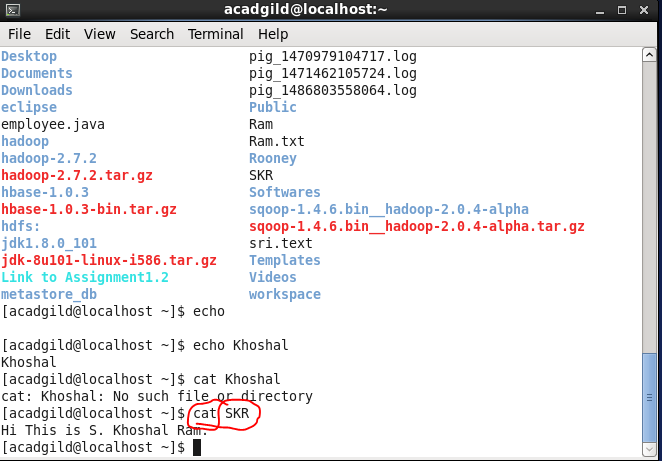 acadgild@localhost:~
File Edit View Search Terminal Help
Desktop pig_1470979104717.log
Documents pig_1471462105724.log
Downloads pig_1486803558064.log
eclipse Public
employee.java Ram
hadoop Ram.txt
hadoop-2.7.2 Rooney
hadoop-2.7.2.tar.gz SKR
hbase-1.0.3 Softwares
hbase-1.0.3-bin.tar.gz sqoop-1.4.6.bin__hadoop-2.0.4-alpha
hdfs: sqoop-1.4.6.bin__hadoop-2.0.4-alpha.tar.gz
jdk1.8.0_101 sri.text
jdk-8u101-linux-i586.tar.gz Templates
Link to Assignment1.2 Videos
metastore_db workspace
[acadgild@localhost ~]$ echo
[acadgild@localhost ~]$ echo Khoshal
Khoshal
[acadgild@localhost ~]$ cat Khoshal
cat: Khoshal: No such file or directory
[acadgild@localhost ~]$ cat SKR
Hi This is S. Khoshal Ram.
[acadgild@localhost ~]$